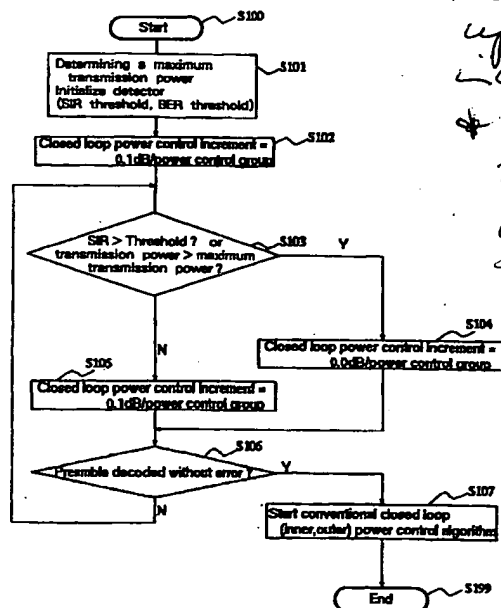 S100
Start
S101
Determining a maximum
transmission power
Initialize detector
(SIR threshold, BER threshold)
S102
Closed loop power control increment =
0.1dB/power control group
S103
SIR > Threshold ? or
transmission power > maximum
transmission power ?
Y
N
S104
Closed loop power control increment =
0.0dB/power control group
S105
Closed loop power control increment =
0.1dB/power control group
S106
Preamble decoded without error ?
Y
N
S107
Start conventional closed loop
(inner,outer) power control algorithm
S199
End